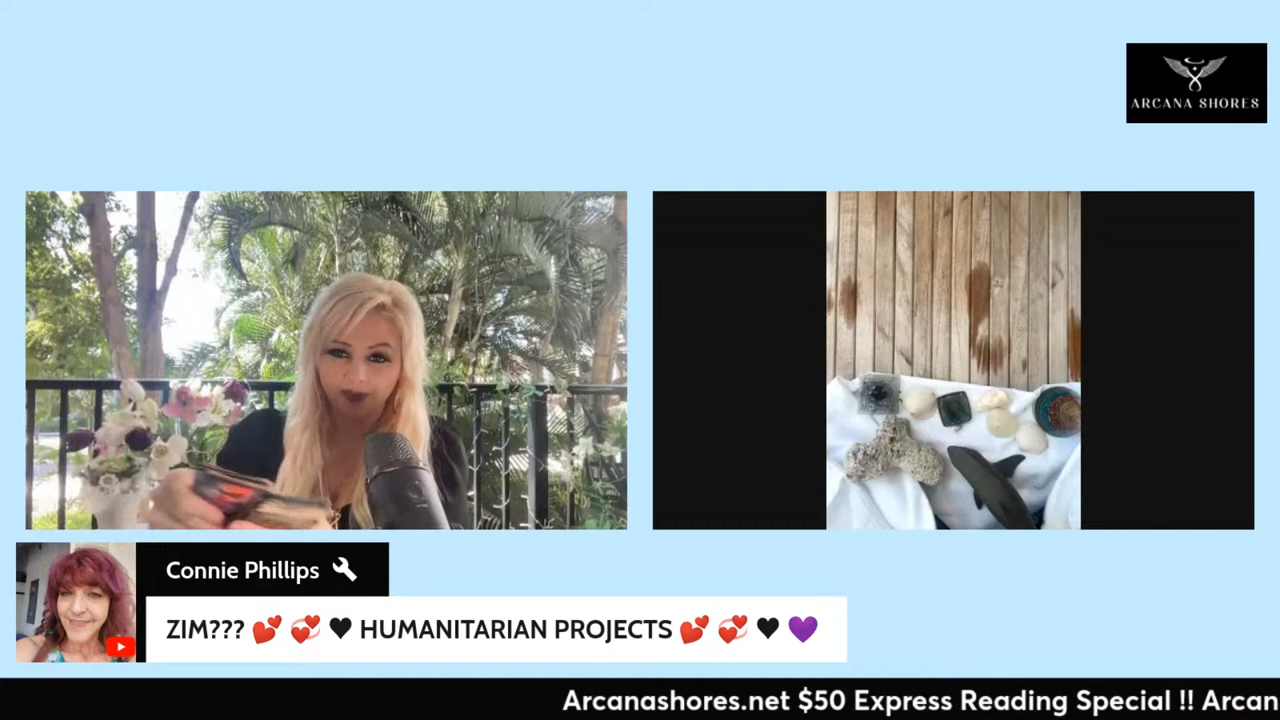 ARCANA SHORES
Connie Phillips
ZIM??? 💕 💞 🖤 HUMANITARIAN PROJECTS 💕 💞 🖤 💜
Arcanashores.net $50 Express Reading Special !! Arcan